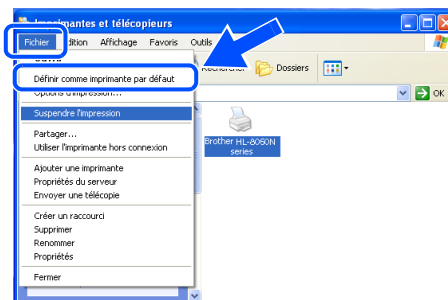 Imprimantes et télécopieurs
Fichier Edition Affichage Favoris Outils
Rechercher Dossiers
Définir comme imprimante par défaut
Options d'impression...
OK
Suspendre l'impression
Partager...
Utiliser l'imprimante hors connexion
Brother HL-8050N
series
Ajouter une imprimante
Propriétés du serveur
Envoyer une télécopie
Créer un raccourci
Supprimer
Renommer
Propriétés
Fermer